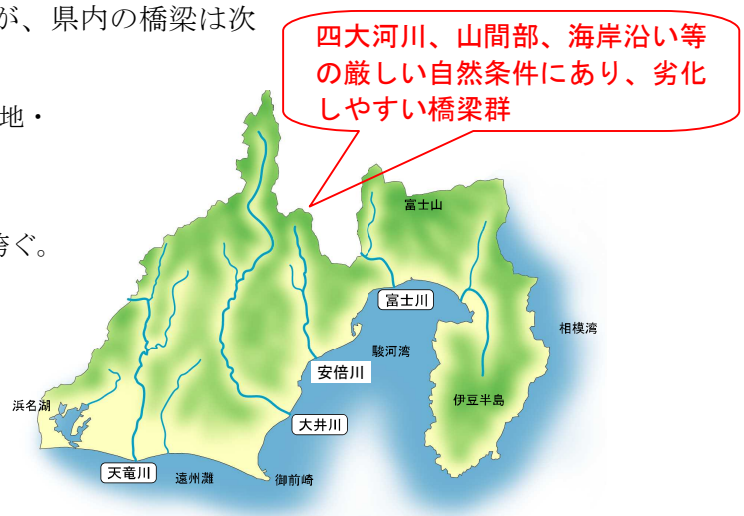 が、県内の橋梁は次
地・
跨ぐ。
四大河川、山間部、海岸沿い等
の厳しい自然条件にあり、劣化
しやすい橋梁群
富士山
富士川
相模湾
駿河湾
安倍川
伊豆半島
浜名湖
大井川
天竜川
遠州灘
御前崎